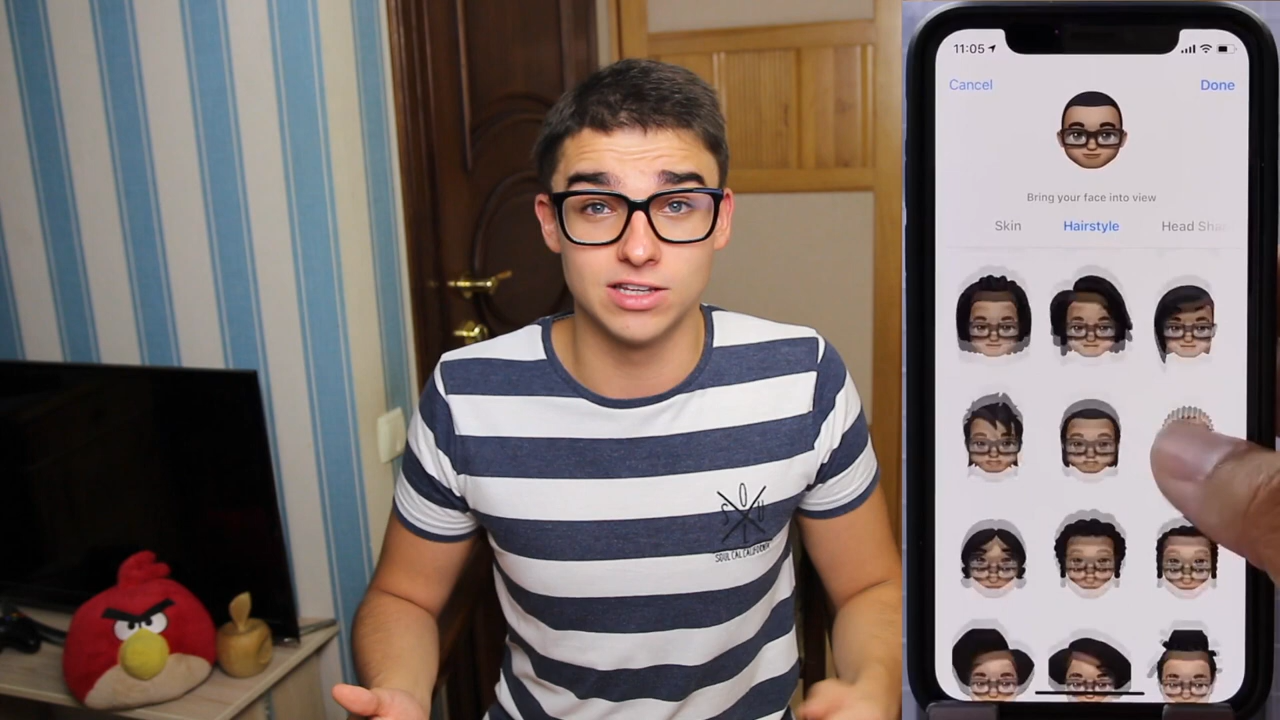 11:05
Cancel
Done
Bring your face into view
Skin
Hairstyle
Head Sha
SOUL CAL CALIFORNIA